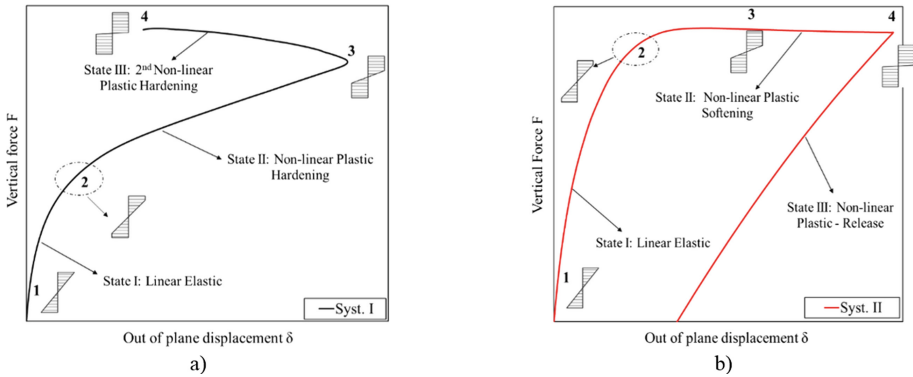 4
State III: 2nd Non-linear
Plastic Hardening
3
State II: Non-linear Plastic
Hardening
2
State I: Linear Elastic
1
Vertical force F
Syst. I
Out of plane displacement δ
a)
3
4
2
State II: Non-linear Plastic
Softening
State III: Non-linear
Plastic - Release
State I: Linear Elastic
1
Vertical Force F
Syst. II
Out of plane displacement δ
b)